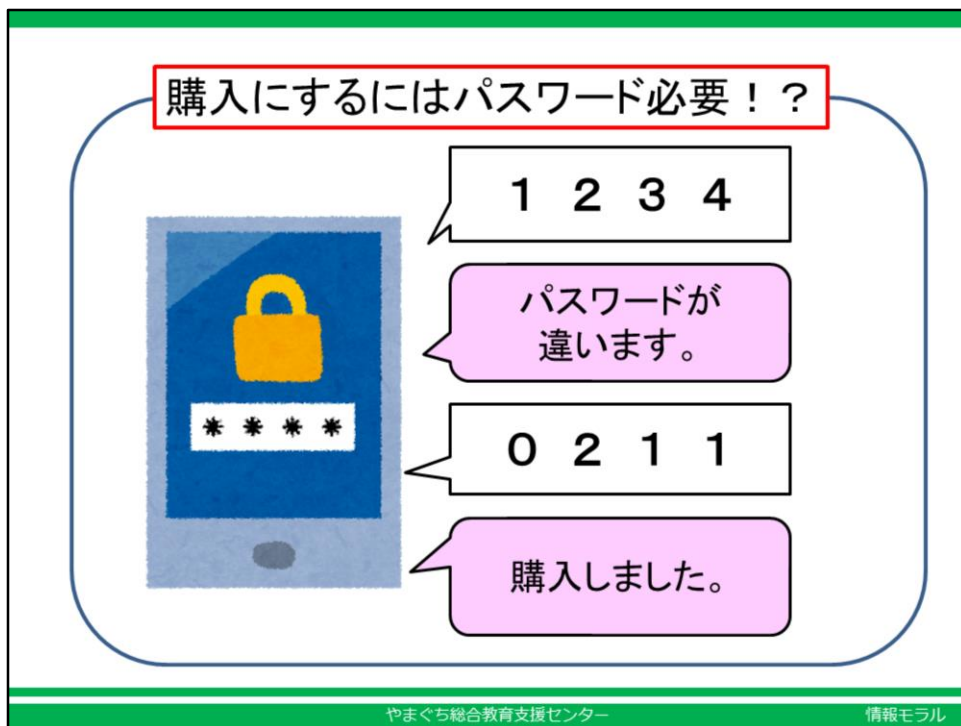 購入にするにはパスワード必要！？
１ ２ ３ ４
パスワードが
違います。
＊ ＊ ＊ ＊
０ ２ １ １
購入しました。
やまぐち総合教育支援センター
情報モラル